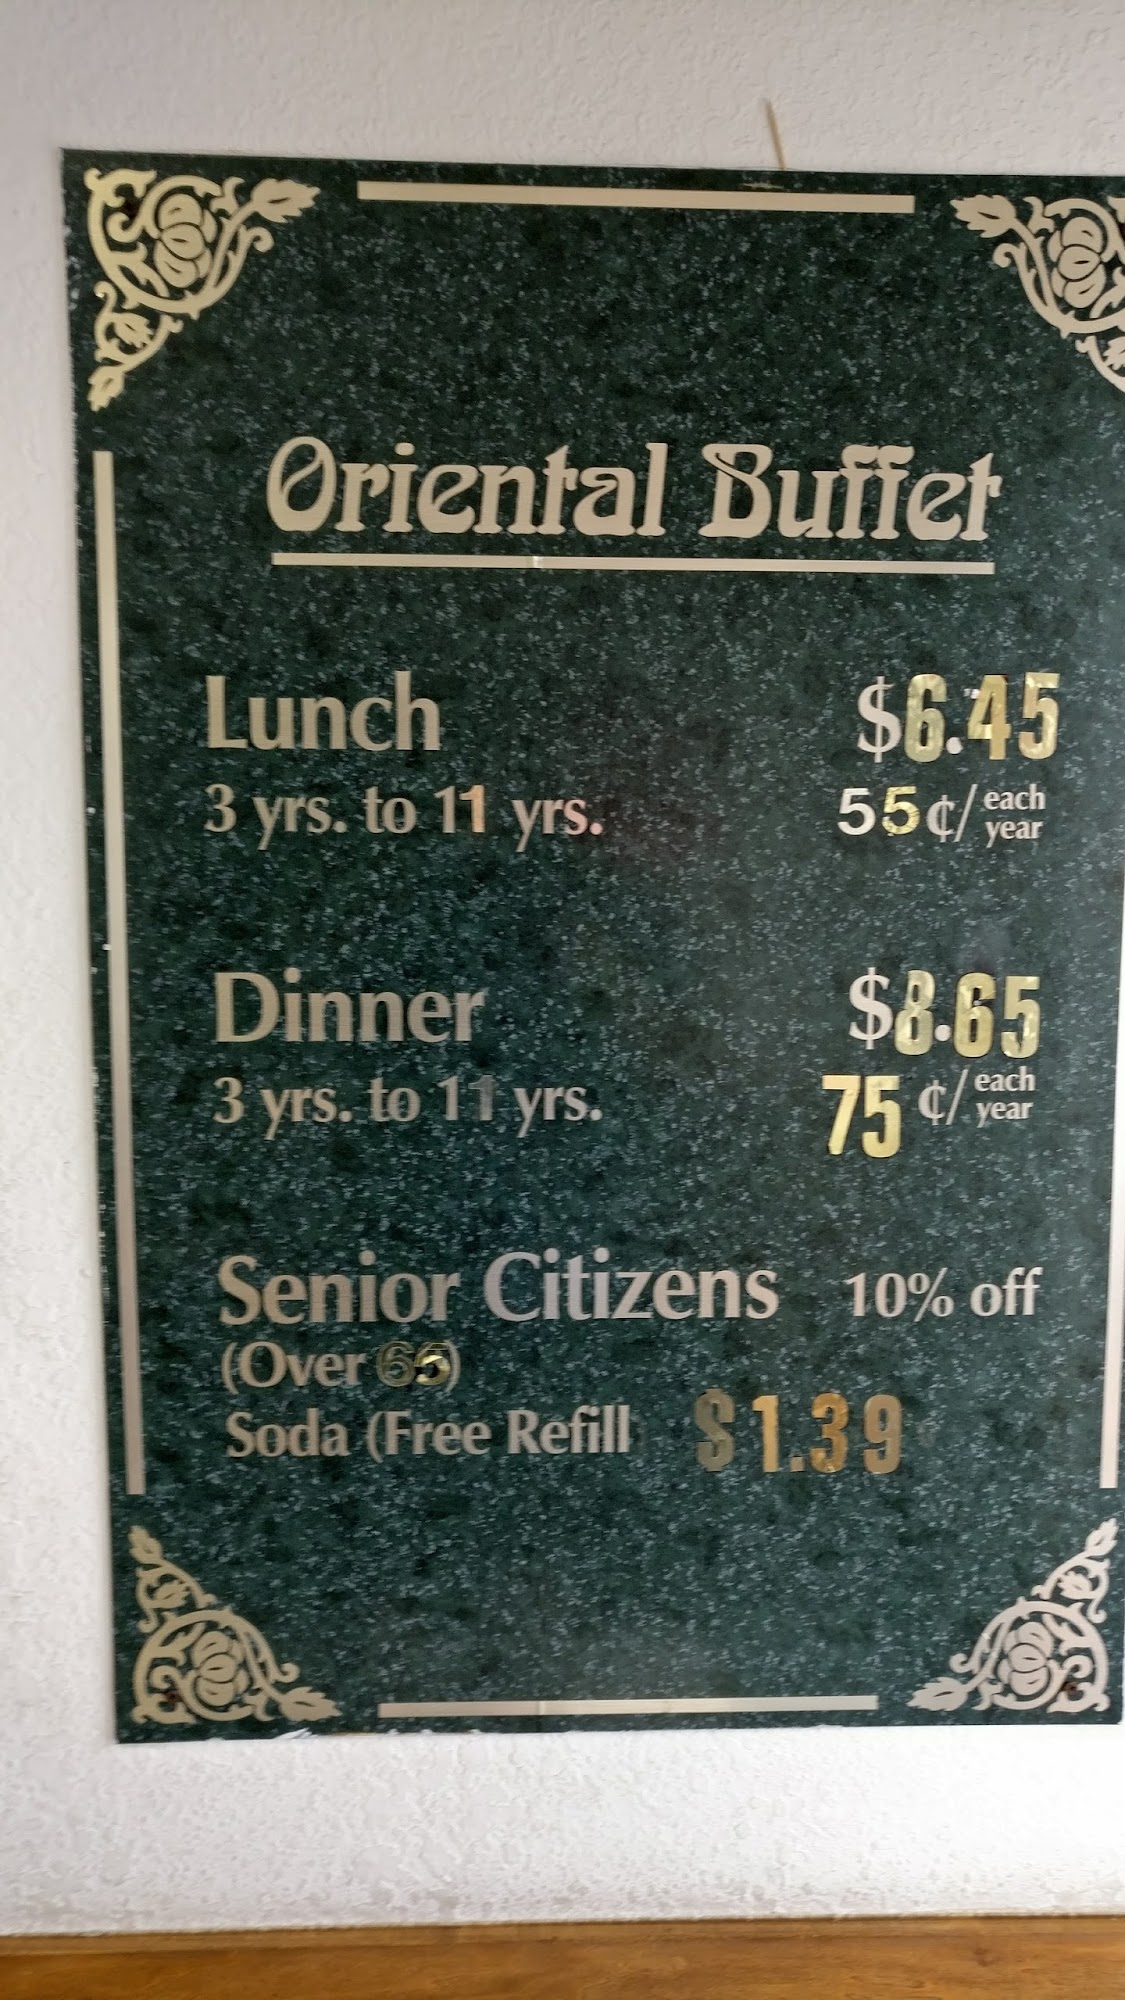 Oriental Buffet
Lunch $6.45
3 yrs. to 11 yrs. 55¢/each year
Dinner $8.65
3 yrs. to 11 yrs. 75¢/each year
Senior Citizens 10% off
(Over 65)
Soda (Free Refill $1.39